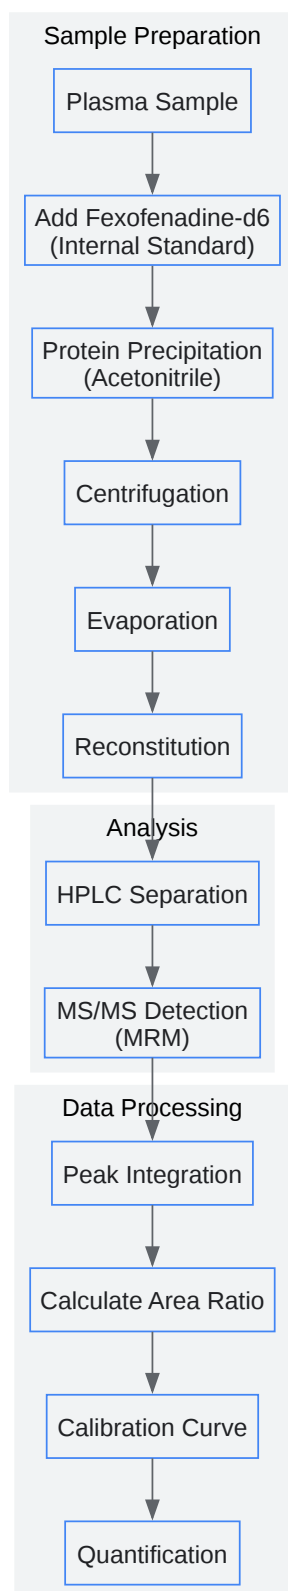 Sample Preparation
Plasma Sample
Add Fexofenadine-d6
(Internal Standard)
Protein Precipitation
(Acetonitrile)
Centrifugation
Evaporation
Reconstitution
Analysis
HPLC Separation
MS/MS Detection
(MRM)
Data Processing
Peak Integration
Calculate Area Ratio
Calibration Curve
Quantification